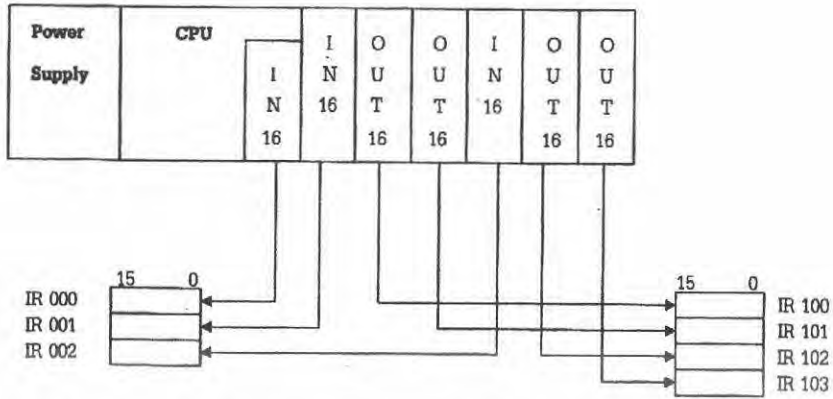 Power
Supply
CPU
I
N
16
I
N
16
O
U
T
16
O
U
T
16
I
N
16
O
U
T
16
O
U
T
16
15 0
IR 000
IR 001
IR 002
15 0
IR 100
IR 101
IR 102
IR 103